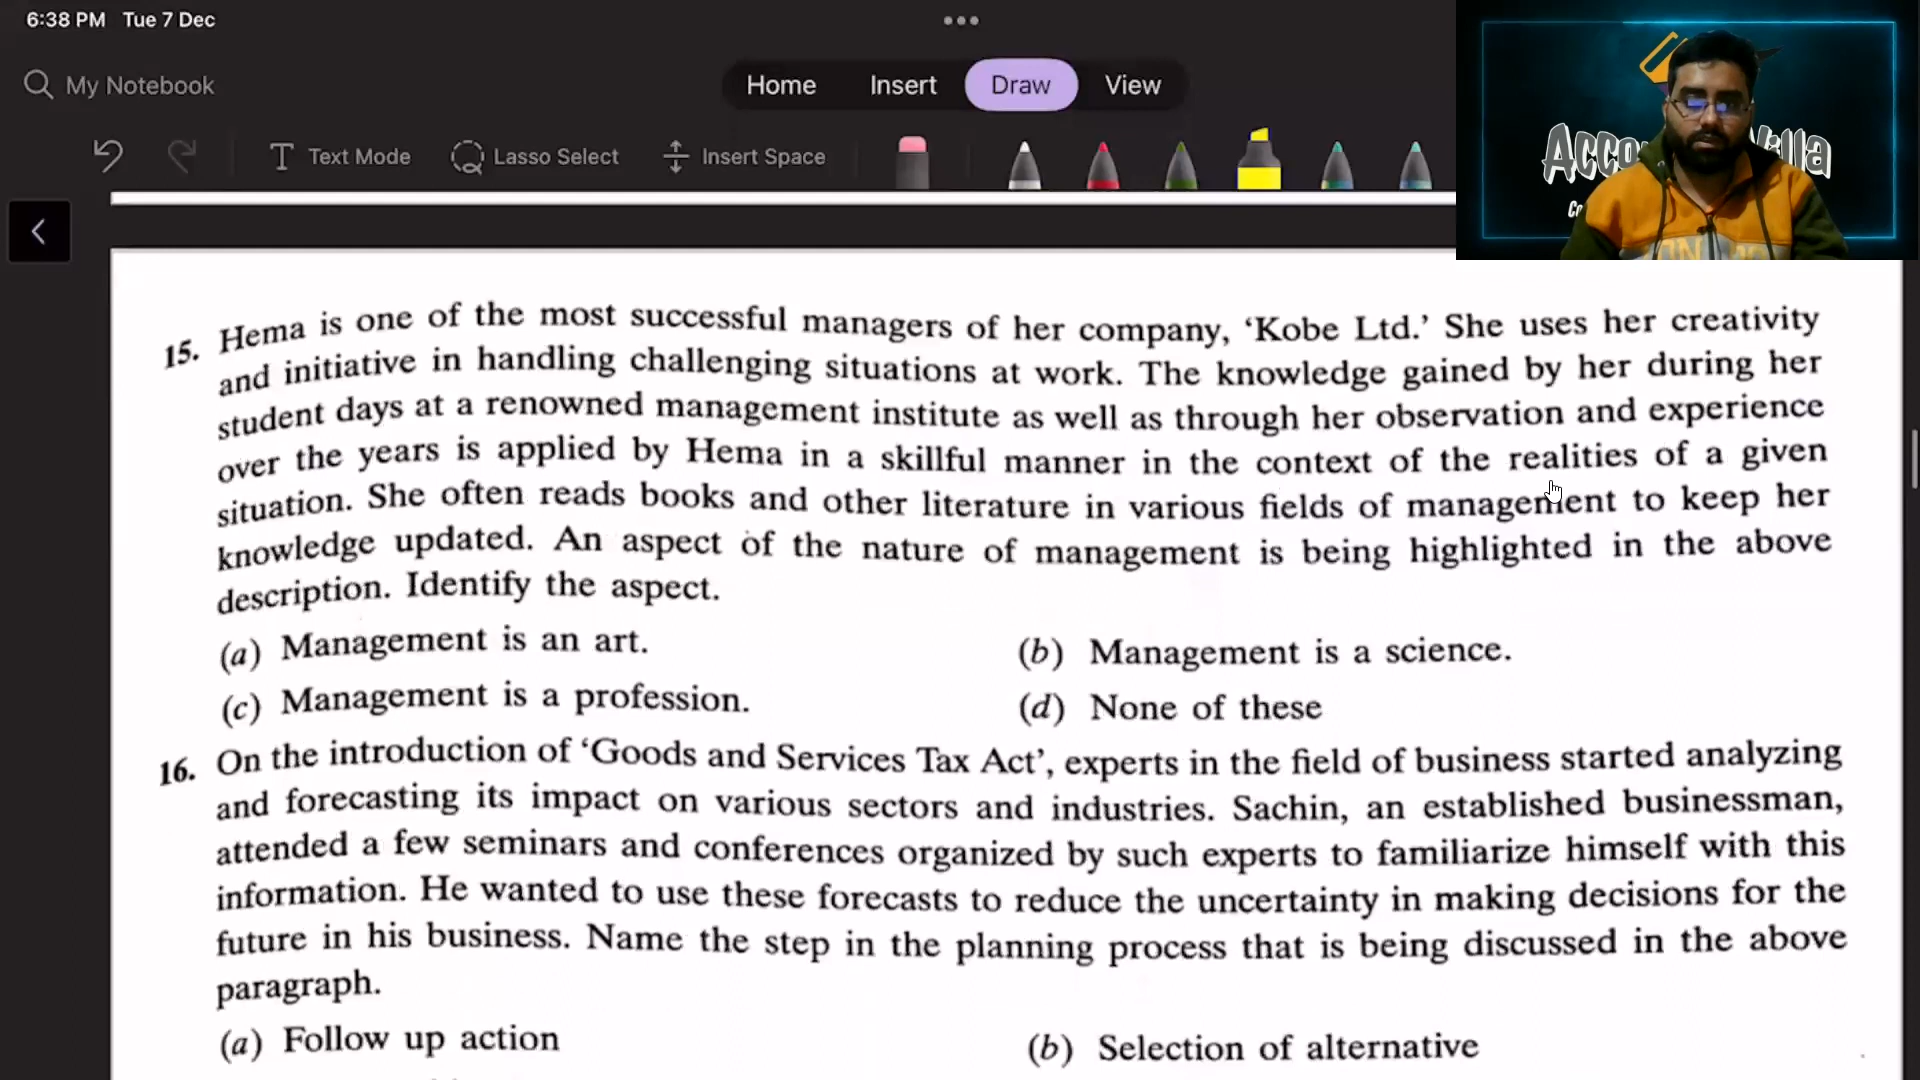 6:38 PM Tue 7 Dec
My Notebook
Home Insert Draw View
Text Mode Lasso Select Insert Space
15. Hema is one of the most successful managers of her company, ‘Kobe Ltd.’ She uses her creativity
and initiative in handling challenging situations at work. The knowledge gained by her during her
student days at a renowned management institute as well as through her observation and experience
over the years is applied by Hema in a skillful manner in the context of the realities of a given
situation. She often reads books and other literature in various fields of management to keep her
knowledge updated. An aspect of the nature of management is being highlighted in the above
description. Identify the aspect.
(a) Management is an art. (b) Management is a science.
(c) Management is a profession. (d) None of these
16. On the introduction of ‘Goods and Services Tax Act’, experts in the field of business started analyzing
and forecasting its impact on various sectors and industries. Sachin, an established businessman,
attended a few seminars and conferences organized by such experts to familiarize himself with this
information. He wanted to use these forecasts to reduce the uncertainty in making decisions for the
future in his business. Name the step in the planning process that is being discussed in the above
paragraph.
(a) Follow up action (b) Selection of alternative